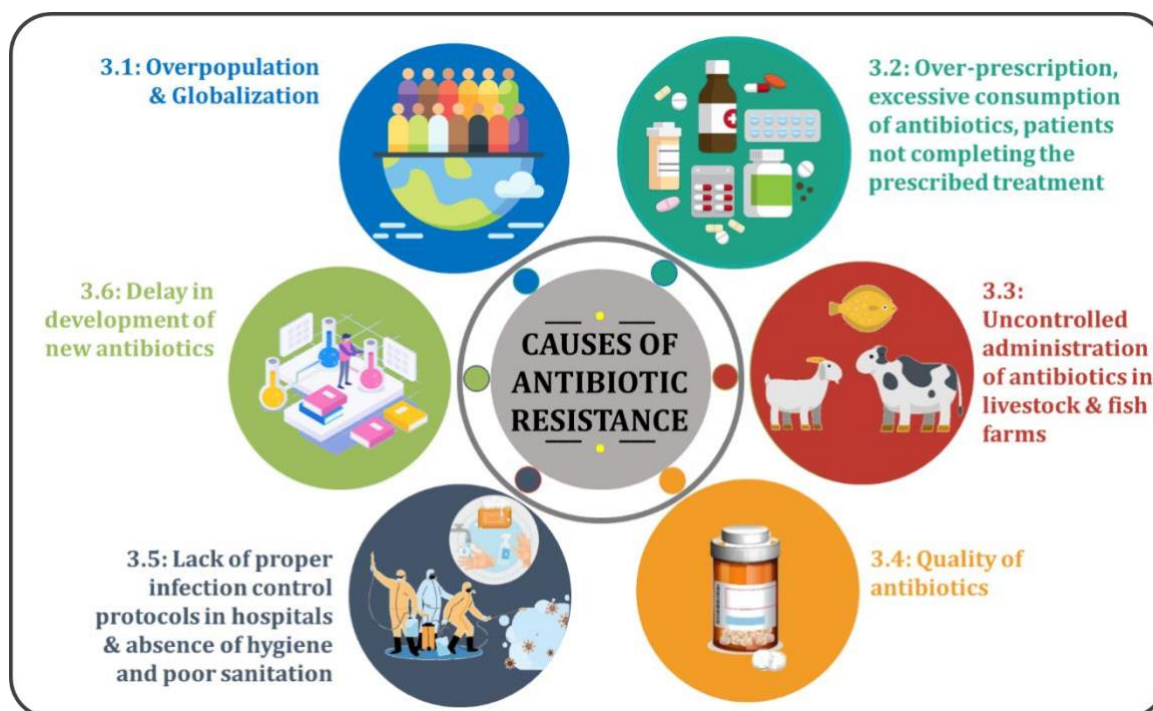 3.1: Overpopulation
& Globalization
3.2: Over-prescription,
excessive consumption
of antibiotics, patients
not completing the
prescribed treatment
3.6: Delay in
development of
new antibiotics
CAUSES OF
ANTIBIOTIC
RESISTANCE
3.3:
Uncontrolled
administration
of antibiotics in
livestock & fish
farms
3.5: Lack of proper
infection control
protocols in hospitals
& absence of hygiene
and poor sanitation
3.4: Quality of
antibiotics